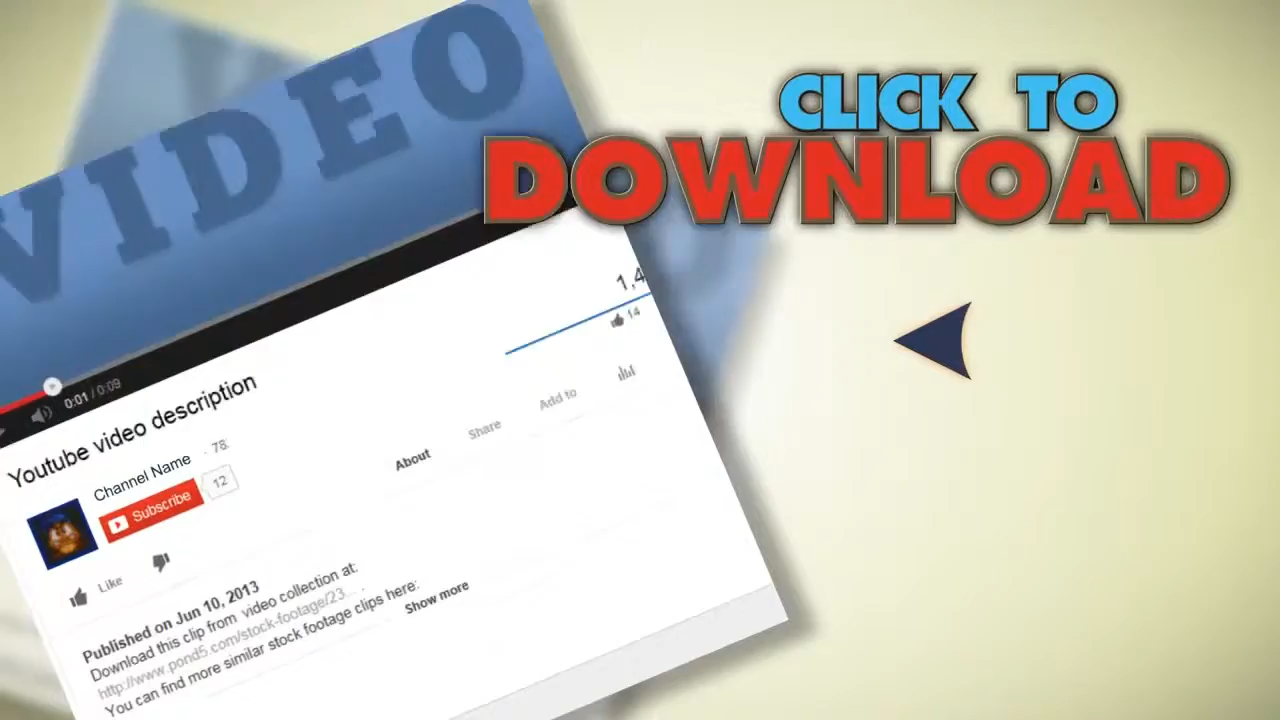 VIDEO
CLICK TO
DOWNLOAD
1,4
14
0:01 / 0:09
Youtube video description
Channel Name · 78
Subscribe 12
Like
About Share Add to
Published on Jun 10, 2013
Download this clip from video collection at:
http://www.pond5.com/stock-footage/23...
You can find more similar stock footage clips here:
Show more